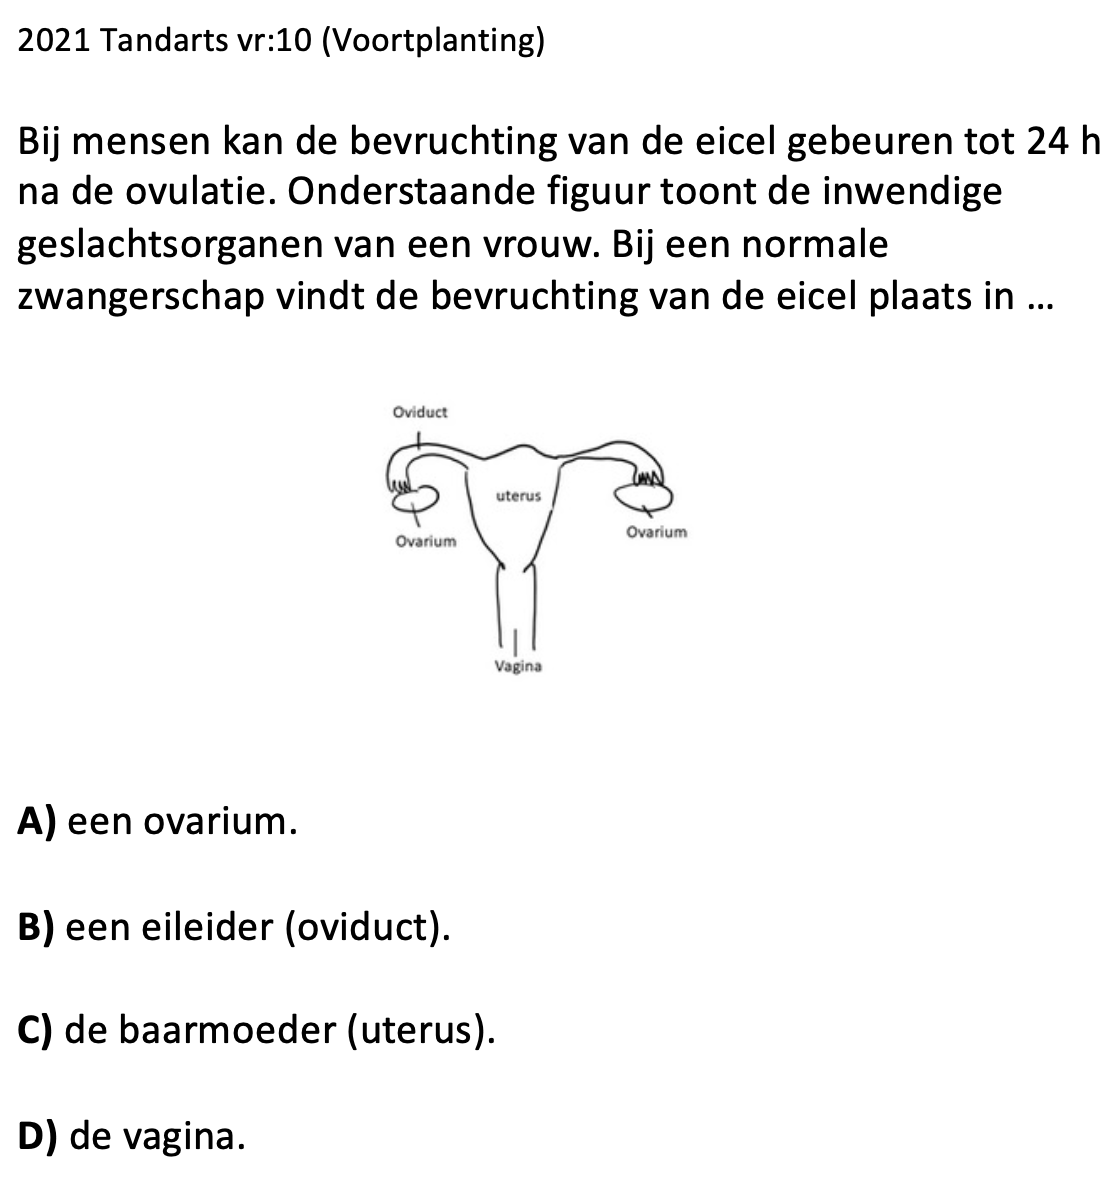 2021 Tandarts vr:10 (Voortplanting)
Bij mensen kan de bevruchting van de eicel gebeuren tot 24 h
na de ovulatie. Onderstaande figuur toont de inwendige
geslachtsorganen van een vrouw. Bij een normale
zwangerschap vindt de bevruchting van de eicel plaats in ...
Oviduct
uterus
Ovarium
Ovarium
Vagina
A) een ovarium.
B) een eileider (oviduct).
C) de baarmoeder (uterus).
D) de vagina.